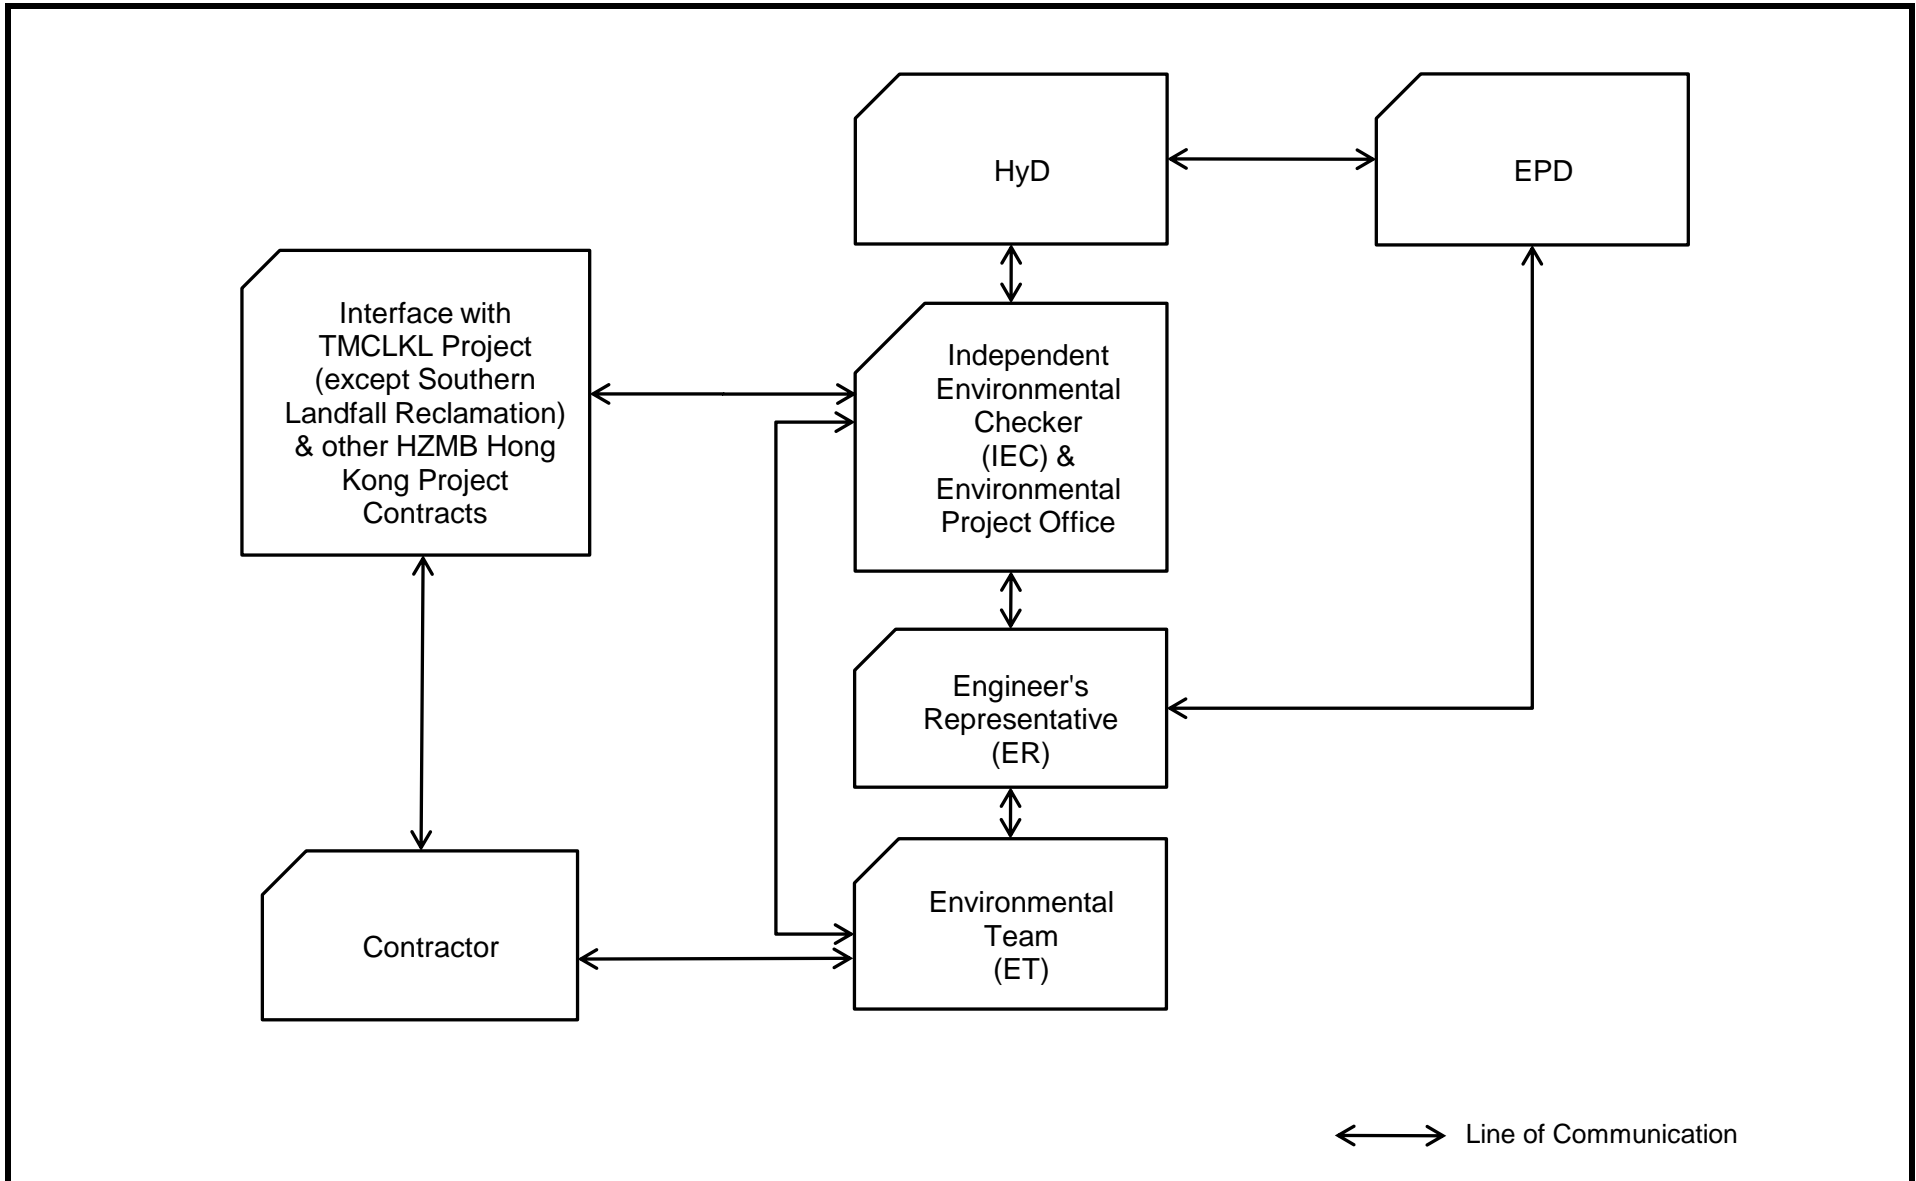 HyD
EPD
Interface with
TMCLKL Project
(except Southern
Landfall Reclamation)
& other HZMB Hong
Kong Project
Contracts
Independent
Environmental
Checker
(IEC) &
Environmental
Project Office
Engineer's
Representative
(ER)
Contractor
Environmental
Team
(ET)
Line of Communication